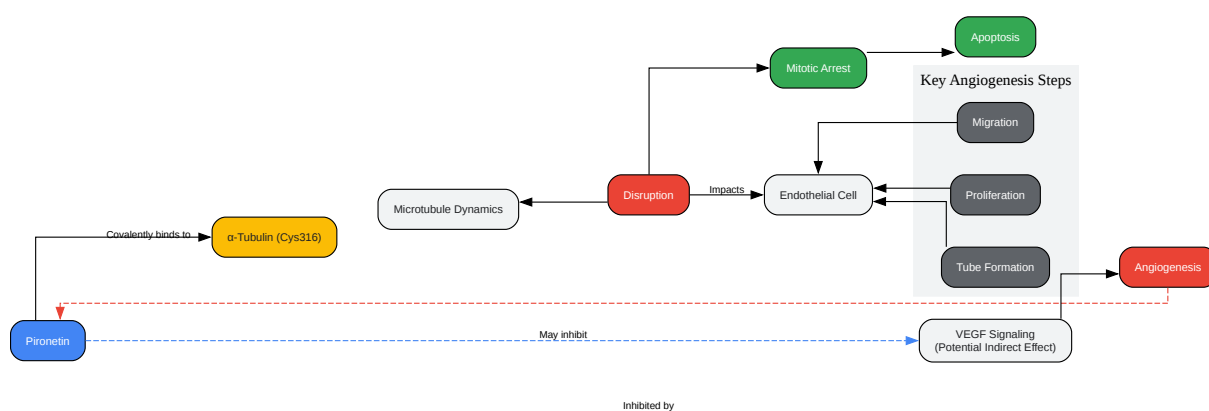 Apoptosis
Mitotic Arrest
Key Angiogenesis Steps
Migration
Disruption
Impacts
Endothelial Cell
Proliferation
Microtubule Dynamics
Covalently binds to
α-Tubulin (Cys316)
Tube Formation
Angiogenesis
Pironetin
May inhibit
VEGF Signaling
(Potential Indirect Effect)
Inhibited by